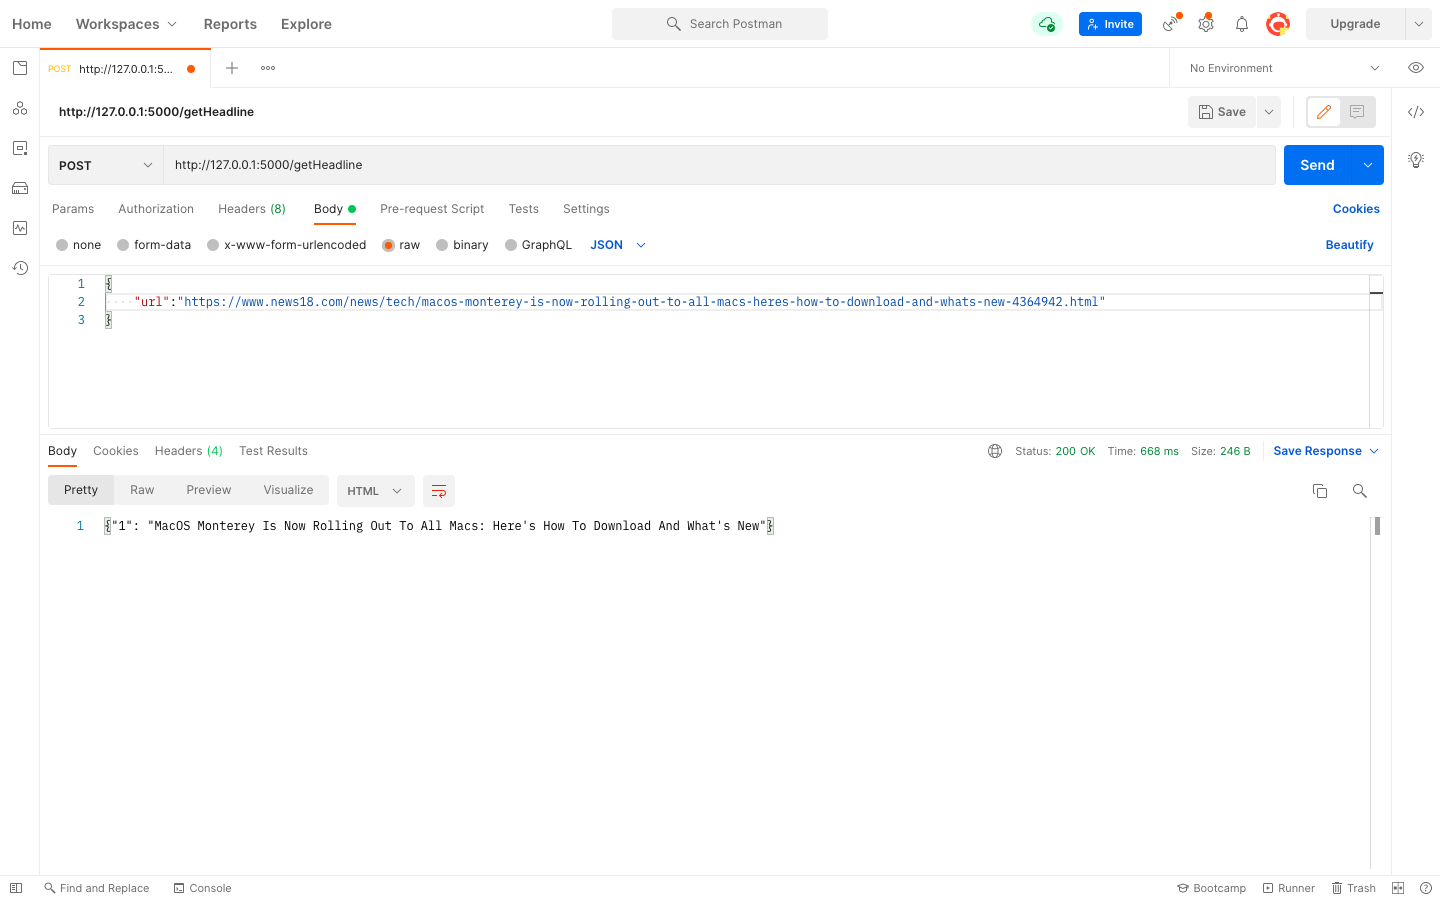 Home Workspaces Reports Explore Search Postman Invite Upgrade
POST http://127.0.0.1:5... No Environment
http://127.0.0.1:5000/getHeadline Save
POST http://127.0.0.1:5000/getHeadline Send
Params Authorization Headers (8) Body Pre-request Script Tests Settings Cookies
none form-data x-www-form-urlencoded raw binary GraphQL JSON Beautify
1 {
2 ····"url":"https://www.news18.com/news/tech/macos-monterey-is-now-rolling-out-to-all-macs-heres-how-to-download-and-whats-new-4364942.html"
3 }
Body Cookies Headers (4) Test Results Status: 200 OK Time: 668 ms Size: 246 B Save Response
Pretty Raw Preview Visualize HTML
1 {"1": "MacOS Monterey Is Now Rolling Out To All Macs: Here's How To Download And What's New"}
Find and Replace Console Bootcamp Runner Trash